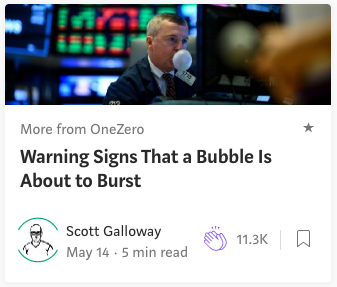 More from OneZero
Warning Signs That a Bubble Is
About to Burst
Scott Galloway
May 14 · 5 min read
11.3K